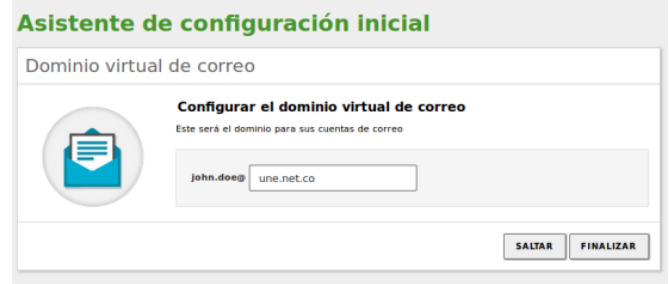 Asistente de configuración inicial
Dominio virtual de correo
Configurar el dominio virtual de correo
Este será el dominio para sus cuentas de correo
john.doe@ une.net.co
SALTAR FINALIZAR